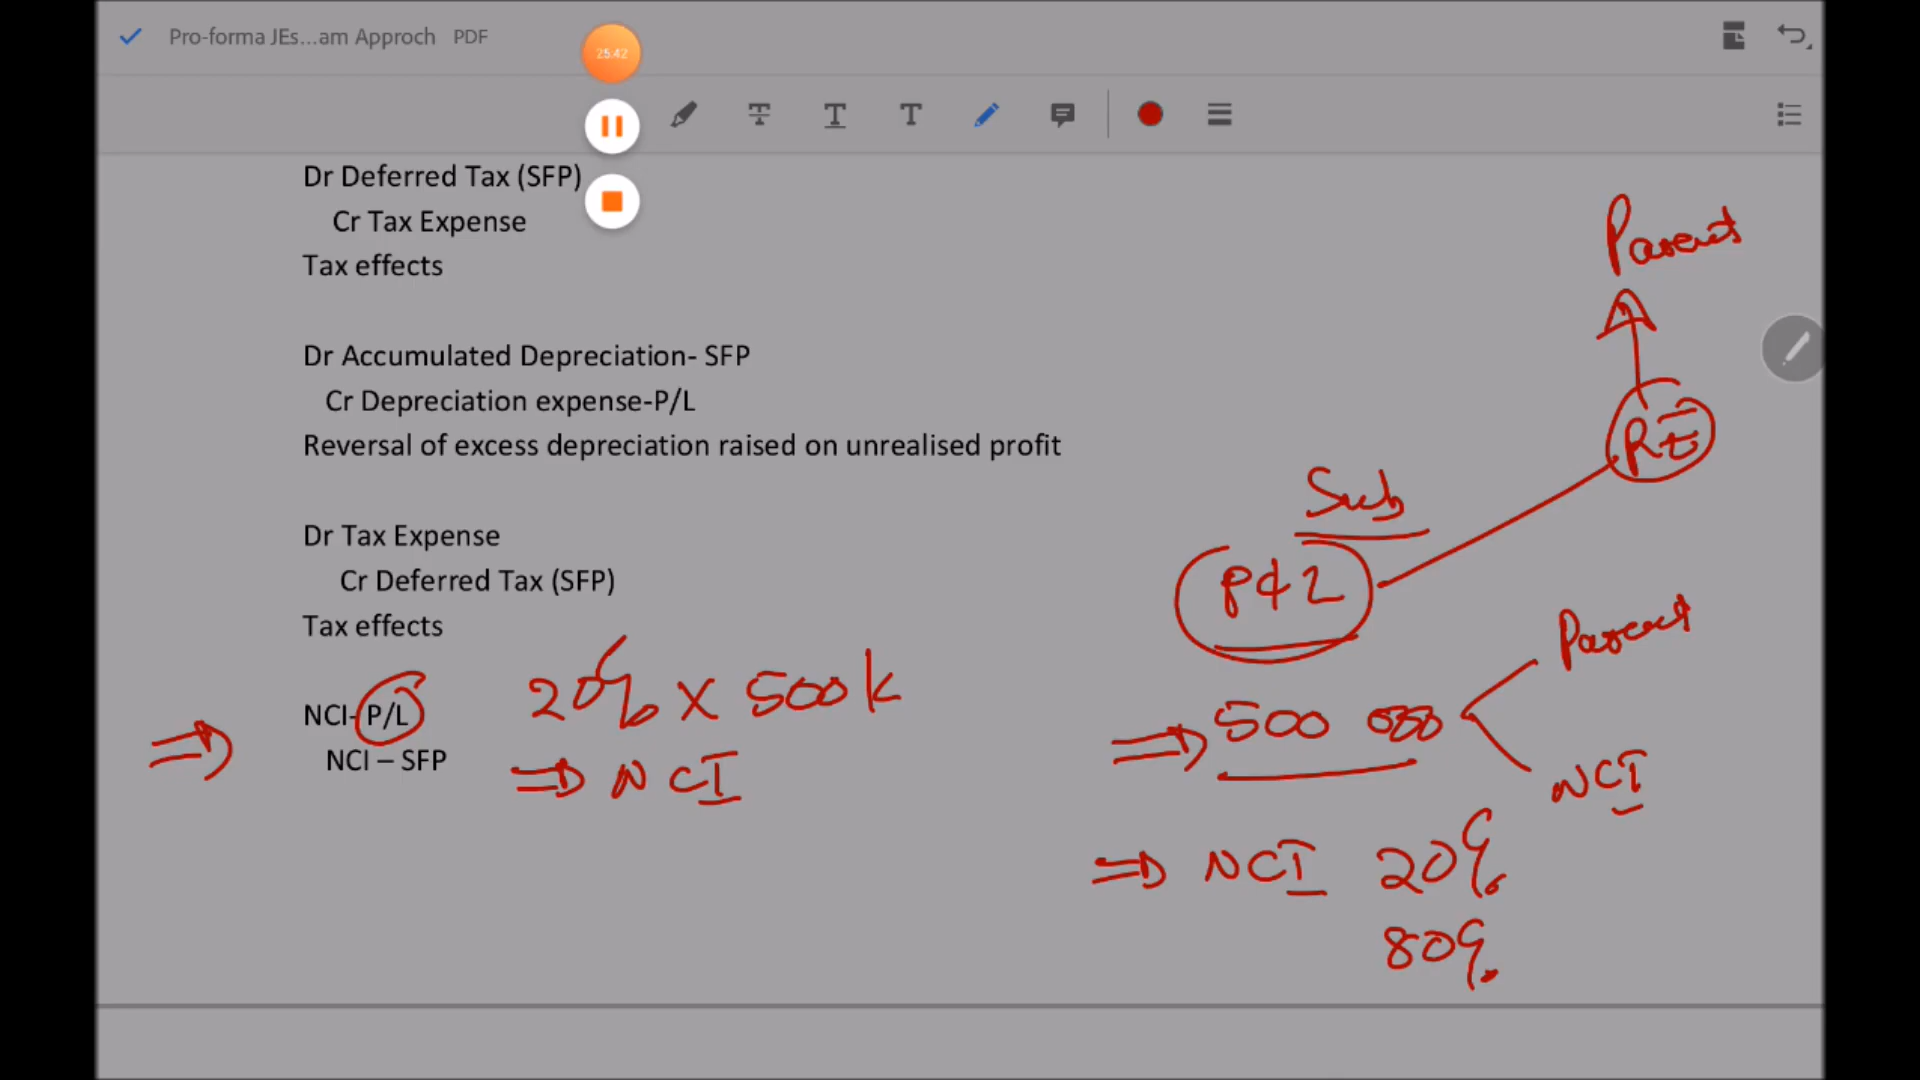 Pro-forma JEs...am Approch PDF
25:42
Dr Deferred Tax (SFP)
Cr Tax Expense
Tax effects
Dr Accumulated Depreciation- SFP
Cr Depreciation expense-P/L
Reversal of excess depreciation raised on unrealised profit
Dr Tax Expense
Cr Deferred Tax (SFP)
Tax effects
NCI- P/L
NCI – SFP
20% X 500k
⇒ NCI
Parent
RE
Sub
P&L
⇒ 500 000
Parent
NCI
⇒ NCI 20%
80%